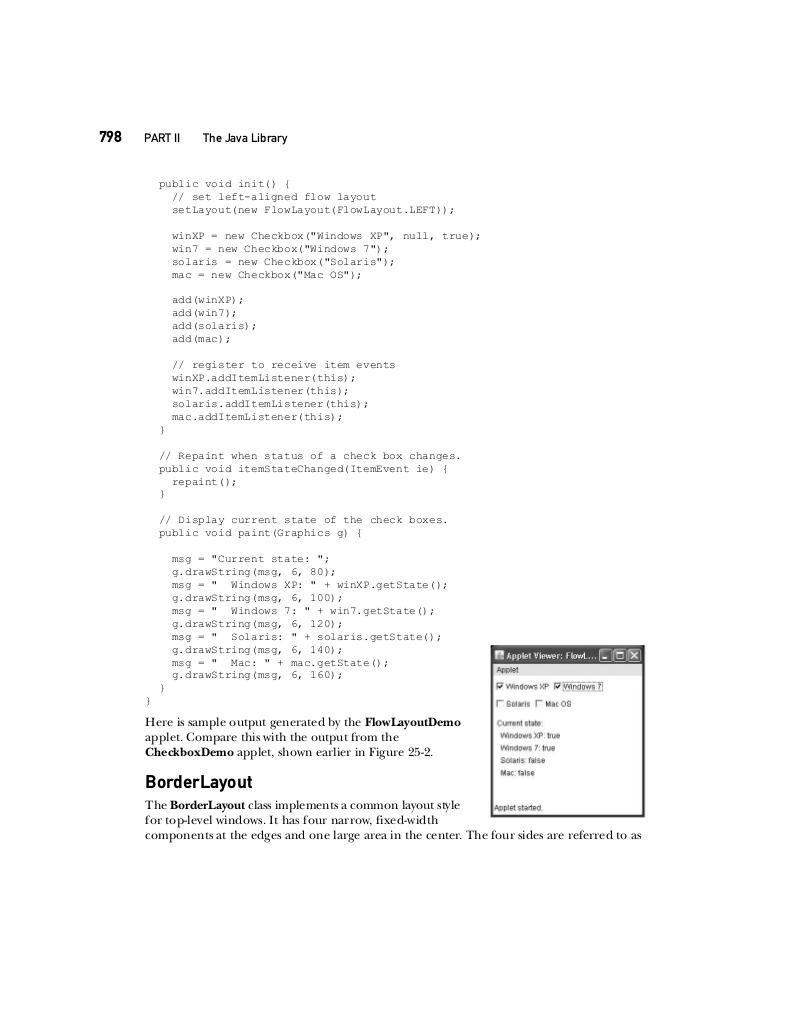 798 PART II The Java Library
public void init() {
// set left-aligned flow layout
setLayout(new FlowLayout(FlowLayout.LEFT));
winXP = new Checkbox("Windows XP", null, true);
win7 = new Checkbox("Windows 7");
solaris = new Checkbox("Solaris");
mac = new Checkbox("Mac OS");
add(winXP);
add(win7);
add(solaris);
add(mac);
// register to receive item events
winXP.addItemListener(this);
win7.addItemListener(this);
solaris.addItemListener(this);
mac.addItemListener(this);
}
// Repaint when status of a check box changes.
public void itemStateChanged(ItemEvent ie) {
repaint();
}
// Display current state of the check boxes.
public void paint(Graphics g) {
msg = "Current state: ";
g.drawString(msg, 6, 80);
msg = "  Windows XP: " + winXP.getState();
g.drawString(msg, 6, 100);
msg = "  Windows 7: " + win7.getState();
g.drawString(msg, 6, 120);
msg = "  Solaris: " + solaris.getState();
g.drawString(msg, 6, 140);
msg = "  Mac: " + mac.getState();
g.drawString(msg, 6, 160);
}
}
Here is sample output generated by the FlowLayoutDemo
applet. Compare this with the output from the
CheckboxDemo applet, shown earlier in Figure 25-2.
Applet Viewer: FlowL...
Applet
Windows XP Windows 7
Solaris Mac OS
Current state:
Windows XP: true
Windows 7: true
Solaris: false
Mac: false
Applet started.
BorderLayout
The BorderLayout class implements a common layout style
for top-level windows. It has four narrow, fixed-width
components at the edges and one large area in the center. The four sides are referred to as